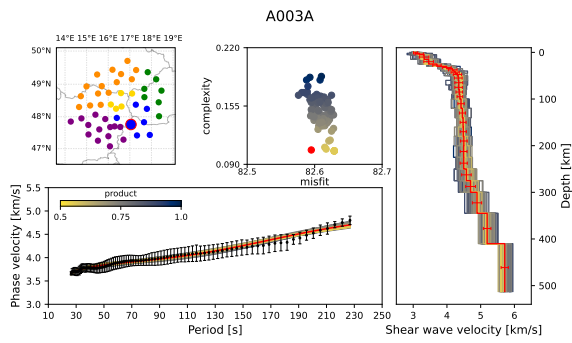 A003A
14°E 15°E 16°E 17°E 18°E 19°E
50°N
49°N
48°N
47°N
complexity
0.220
0.155
0.090
82.5 82.6 82.7
misfit
Phase velocity [km/s]
5.5
5.0
4.5
4.0
3.5
3.0
product
0.5 0.75 1.0
10 30 50 70 90 110 130 150 170 190 210 230 250
Period [s]
0
100
200
300
400
500
Depth [km]
3 4 5 6
Shear wave velocity [km/s]